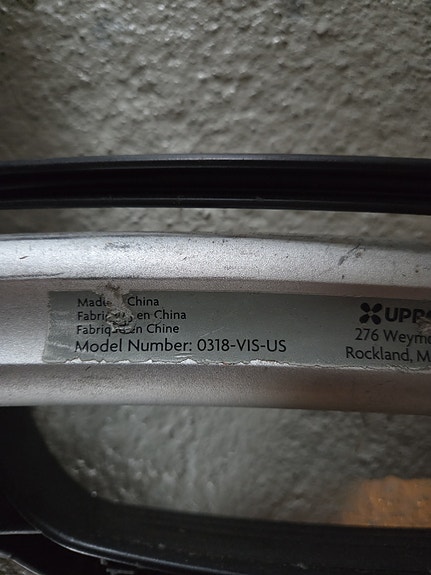 Made China
en China
en Chine
Model Number: 0318-VIS-US
276
Rockland,